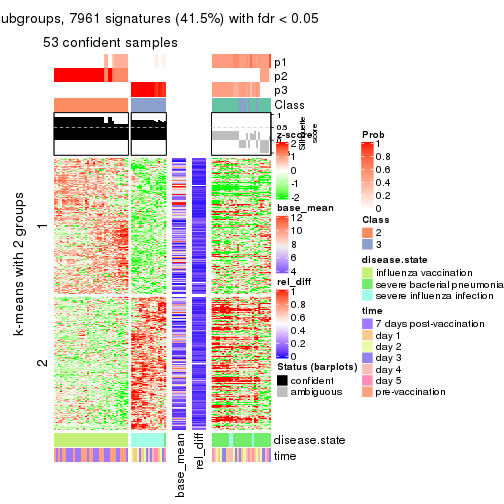 ubgroups, 7961 signatures (41.5%) with fdr < 0.05
53 confident samples
p1
p2
p3
Class
1
0.5
0
Silhouette
score
k-means with 2 groups
1
2
z-score
2
1
0
-1
-2
base_mean
12
10
8
6
4
rel_diff
1
0.8
0.6
0.4
0.2
0
Status (barplots)
confident
ambiguous
Prob
1
0.8
0.6
0.4
0.2
0
Class
2
3
disease.state
influenza vaccination
severe bacterial pneumonia
severe influenza infection
time
7 days post-vaccination
day 1
day 2
day 3
day 4
day 5
pre-vaccination
disease.state
time
base_mean
rel_diff